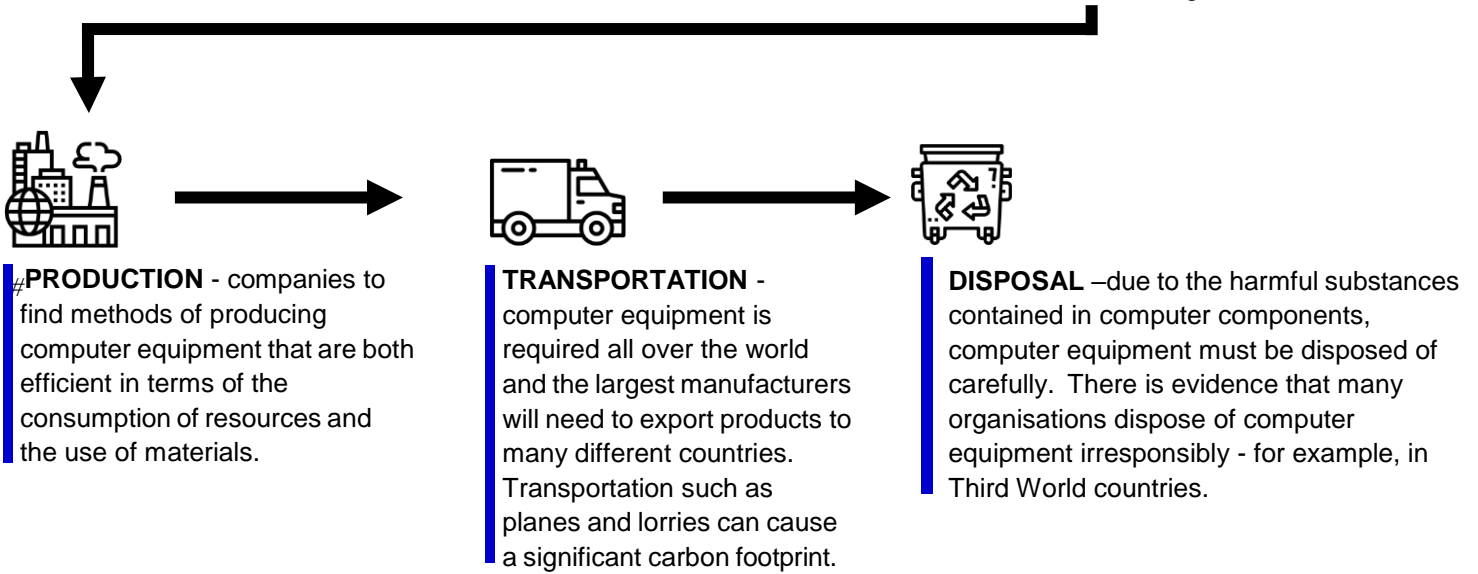 #PRODUCTION - companies to
find methods of producing
computer equipment that are both
efficient in terms of the
consumption of resources and
the use of materials.
TRANSPORTATION -
computer equipment is
required all over the world
and the largest manufacturers
will need to export products to
many different countries.
Transportation such as
planes and lorries can cause
a significant carbon footprint.
DISPOSAL –due to the harmful substances
contained in computer components,
computer equipment must be disposed of
carefully.  There is evidence that many
organisations dispose of computer
equipment irresponsibly - for example, in
Third World countries.